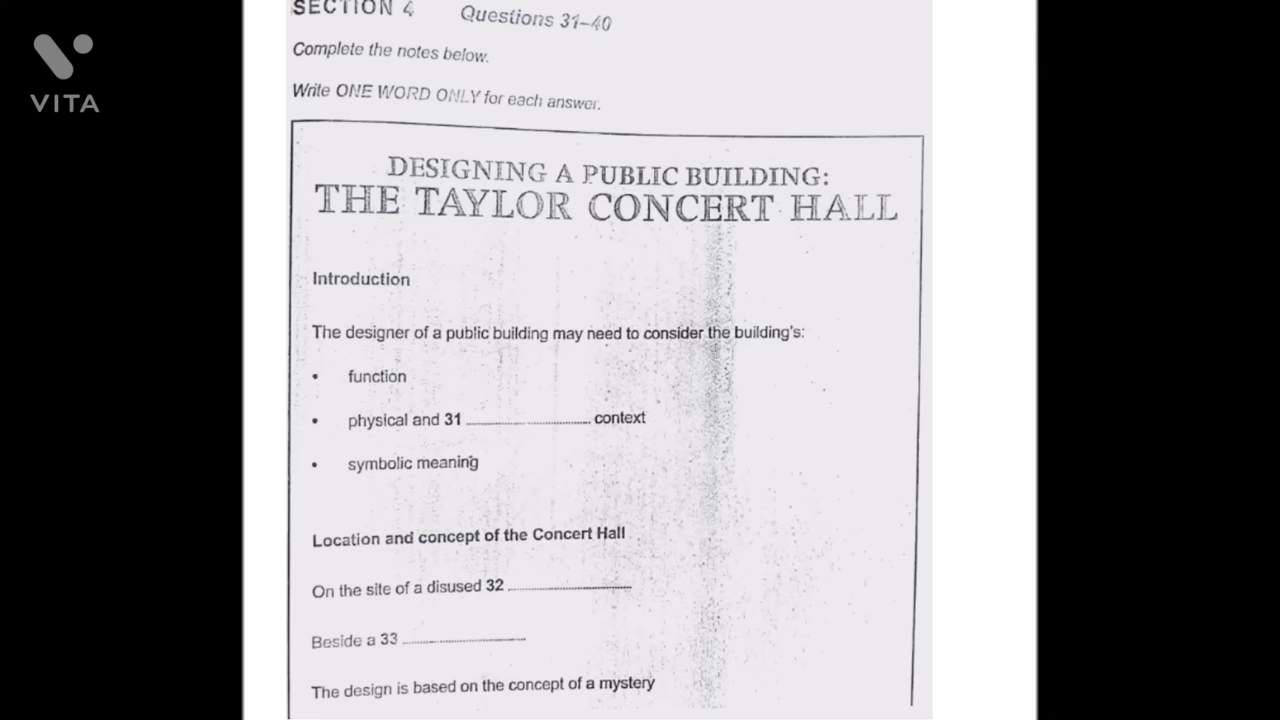 VITA
SECTION 4 Questions 31–40
Complete the notes below.
Write ONE WORD ONLY for each answer.
DESIGNING A PUBLIC BUILDING:
THE TAYLOR CONCERT HALL
Introduction
The designer of a public building may need to consider the building's:
• function
• physical and 31 .............................. context
• symbolic meaning
Location and concept of the Concert Hall
On the site of a disused 32 ..............................
Beside a 33 ..............................
The design is based on the concept of a mystery